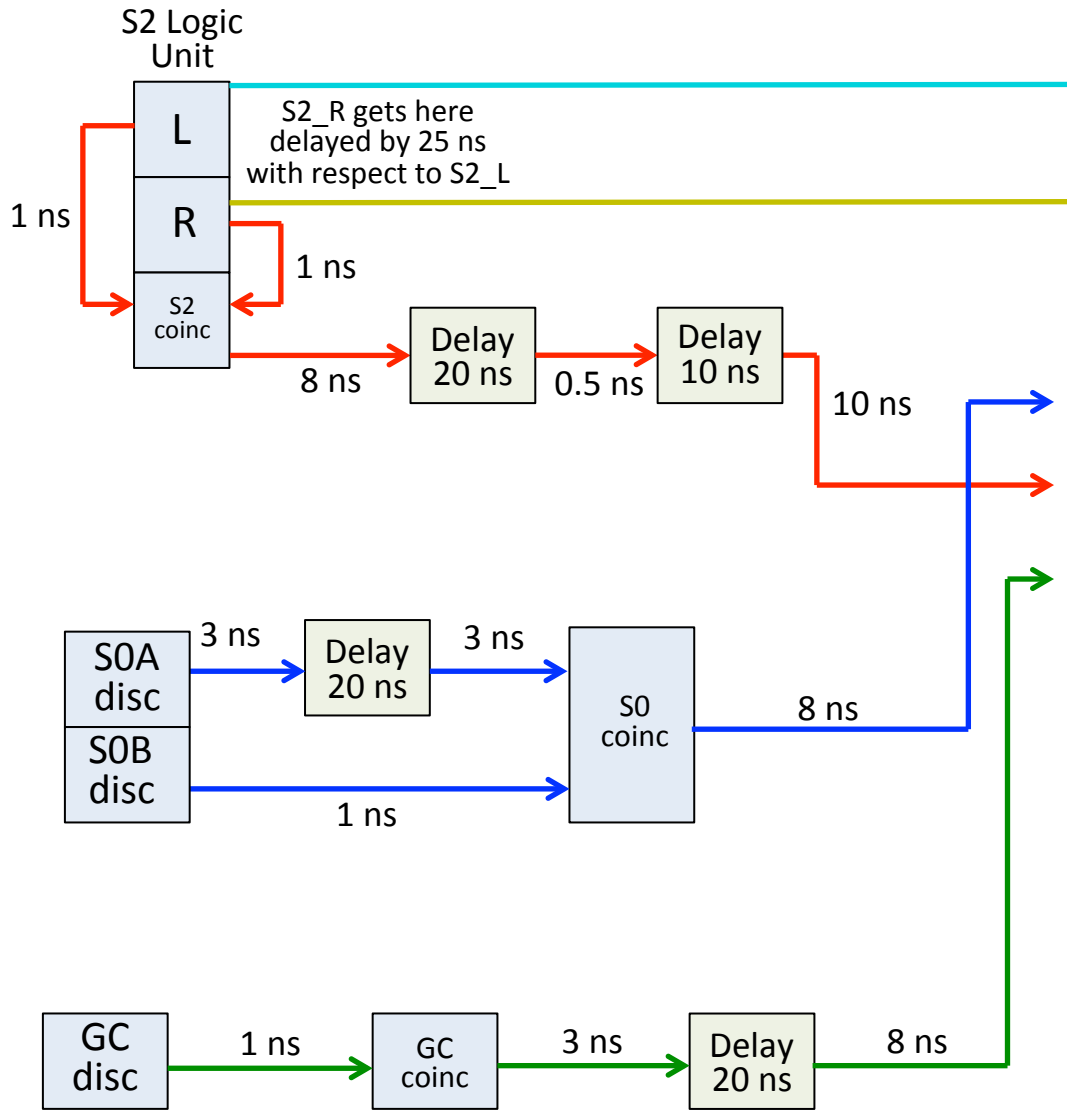 S2 Logic
Unit
L
S2_R gets here
delayed by 25 ns
with respect to S2_L
1 ns
R
1 ns
S2
coinc
8 ns
Delay
20 ns
0.5 ns
Delay
10 ns
10 ns
S0A
disc
3 ns
Delay
20 ns
3 ns
S0
coinc
8 ns
S0B
disc
1 ns
GC
disc
1 ns
GC
coinc
3 ns
Delay
20 ns
8 ns